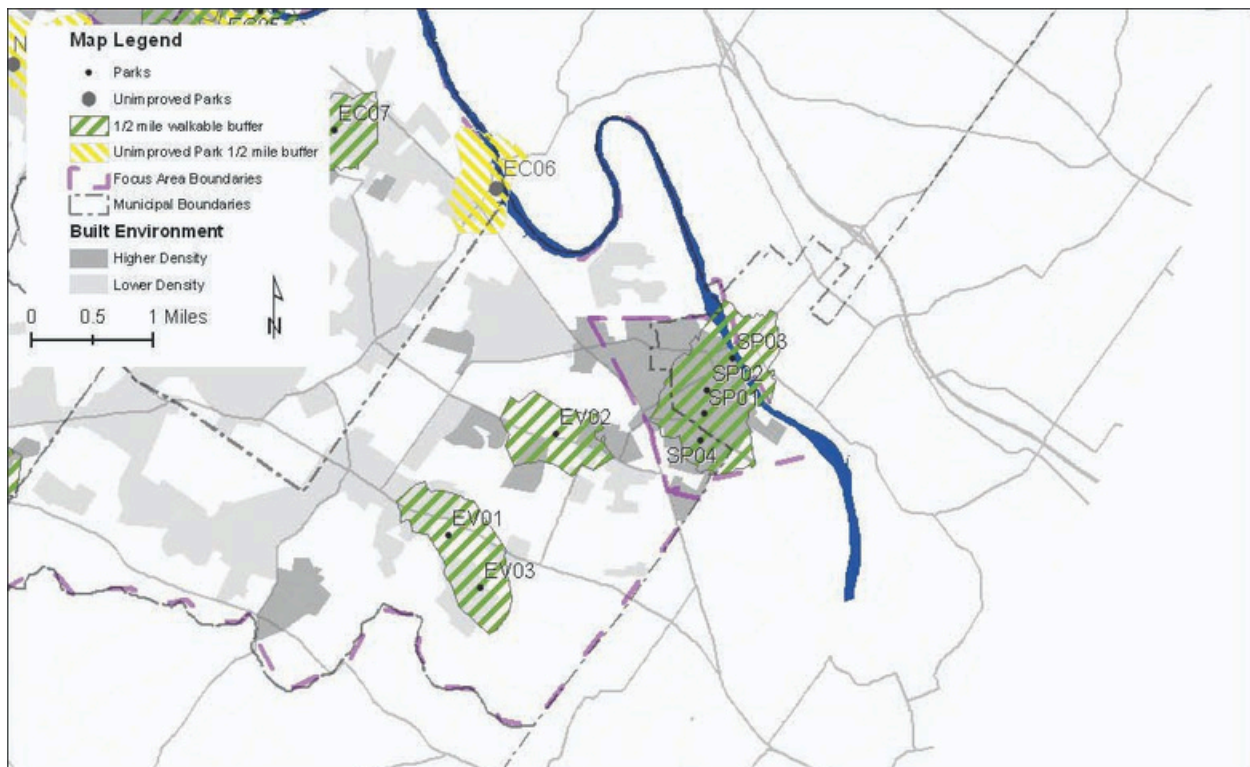 EC05
N
Map Legend
Parks
Unimproved Parks
1/2 mile walkable buffer
Unimproved Park 1/2 mile buffer
Focus Area Boundaries
Municipal Boundaries
Built Environment
Higher Density
Lower Density
0 0.5 1 Miles
N
EC07
EC06
SP03
SP02
SP01
EV02
SP04
EV01
EV03